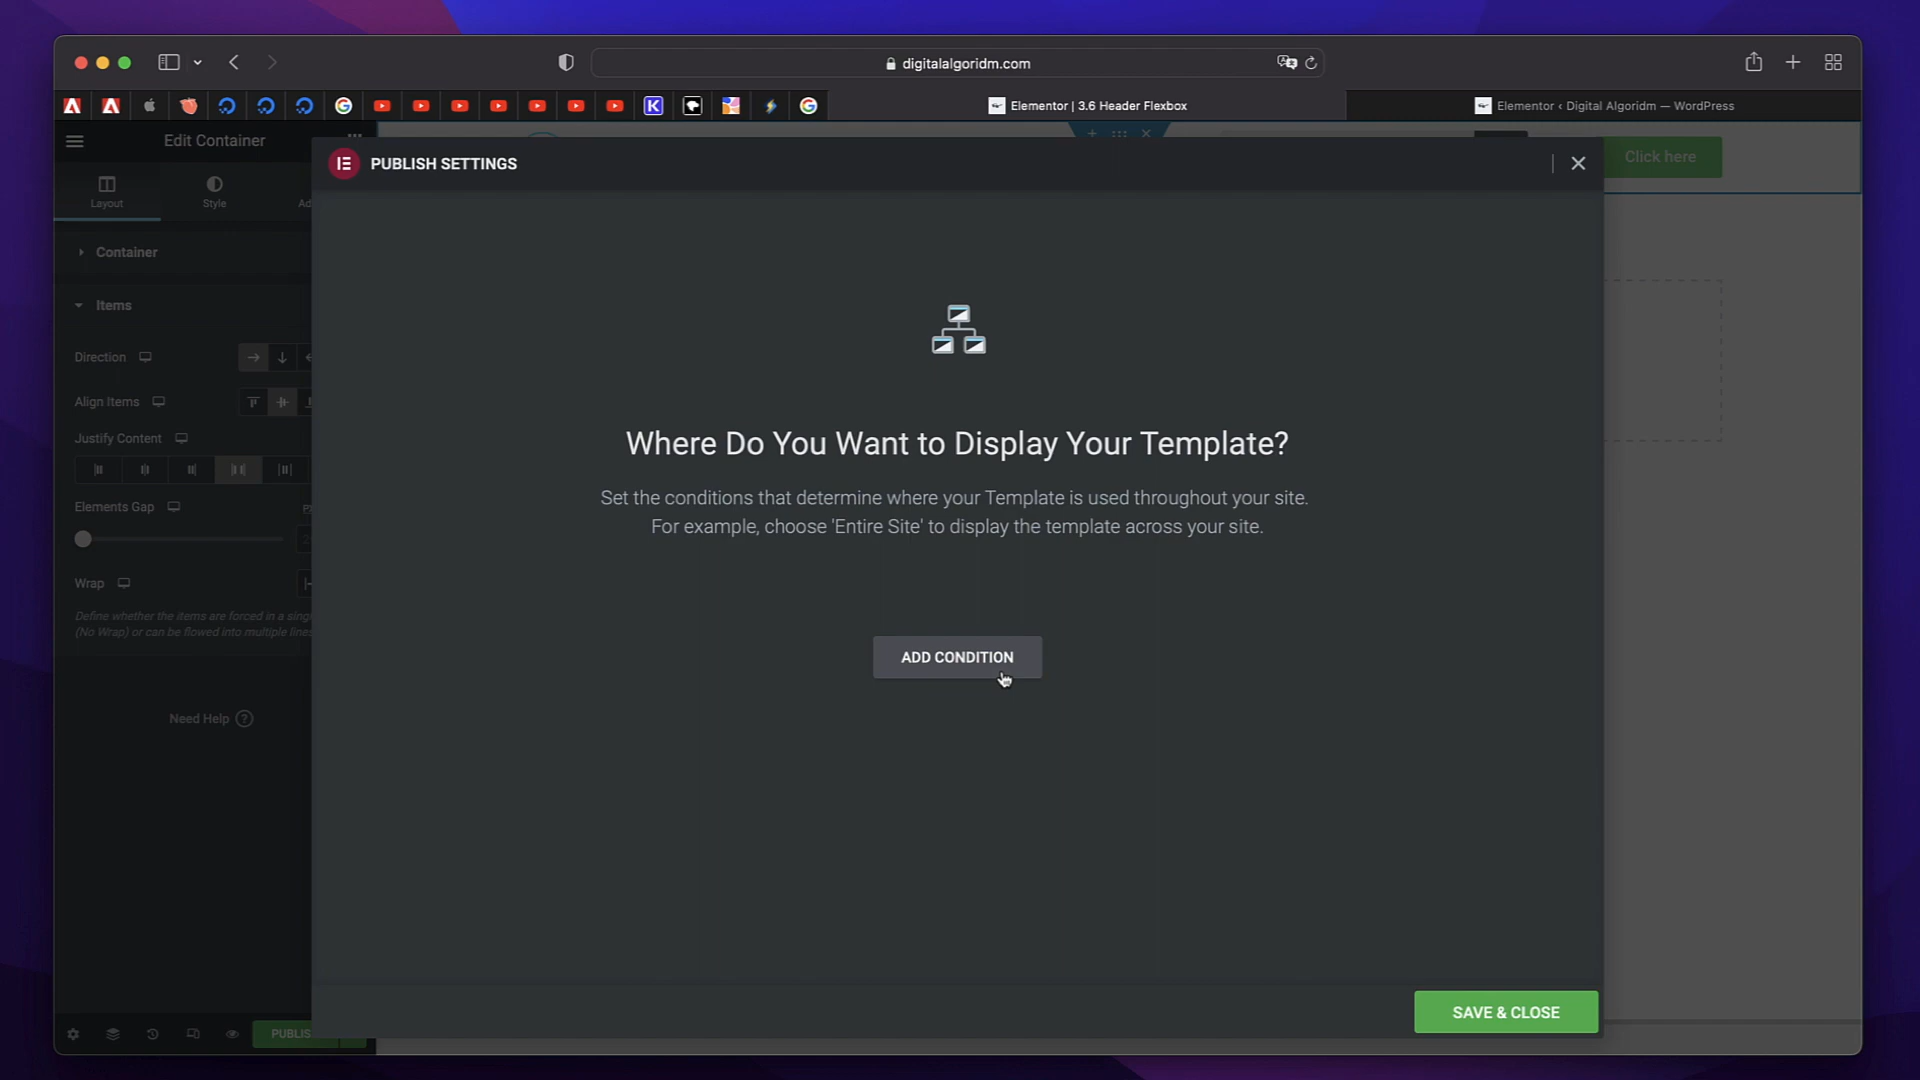 digitalalgoridm.com
Elementor | 3.6 Header Flexbox
Elementor ‹ Digital Algoridm — WordPress
Edit Container
PUBLISH SETTINGS
Click here
Layout
Style
Container
Items
Direction
Align Items
Justify Content
Elements Gap
Wrap
Define whether the items are forced in a
(No Wrap) or can be flowed into multiple
Need Help
Where Do You Want to Display Your Template?
Set the conditions that determine where your Template is used throughout your site.
For example, choose 'Entire Site' to display the template across your site.
ADD CONDITION
SAVE & CLOSE
PUBLIS